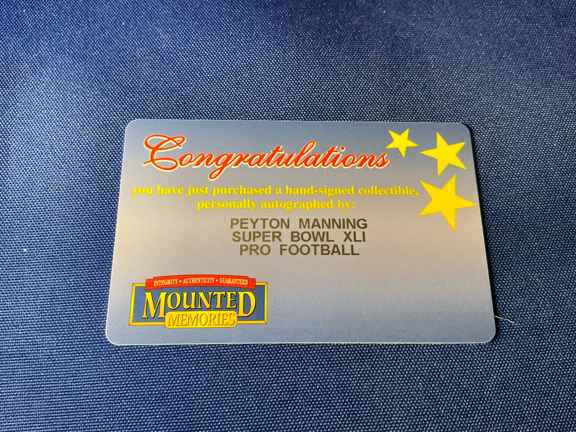 Congratulations
you have just purchased a hand-signed collectible,
personally autographed by:
PEYTON MANNING
SUPER BOWL XLI
PRO FOOTBALL
INTEGRITY • AUTHENTICITY • GUARANTEED
MOUNTED
MEMORIES